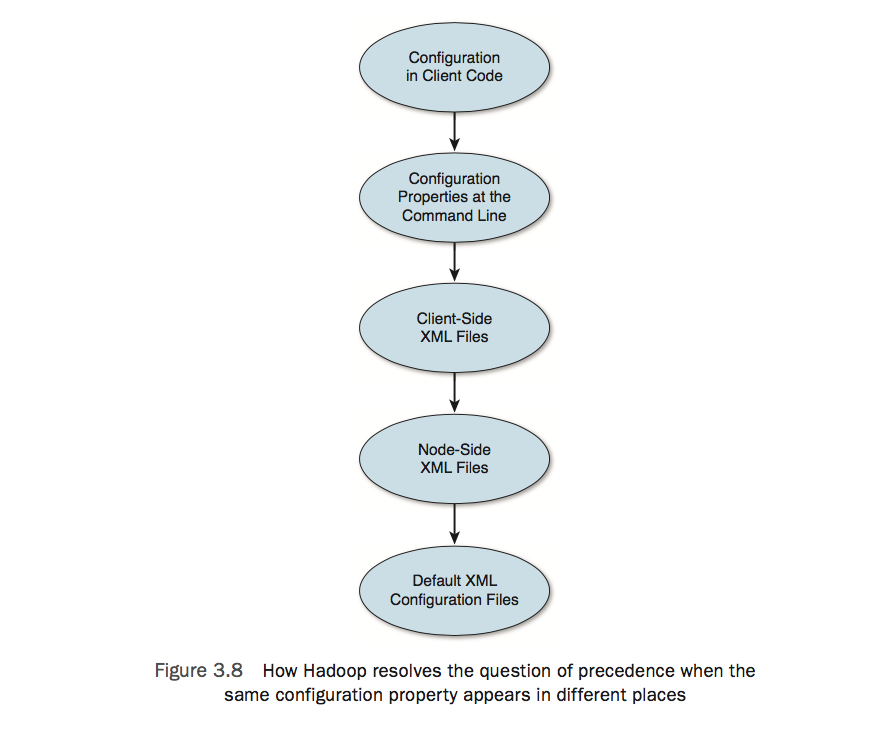 Configuration
in Client Code
Configuration
Properties at the
Command Line
Client-Side
XML Files
Node-Side
XML Files
Default XML
Configuration Files
Figure 3.8 How Hadoop resolves the question of precedence when the
same configuration property appears in different places